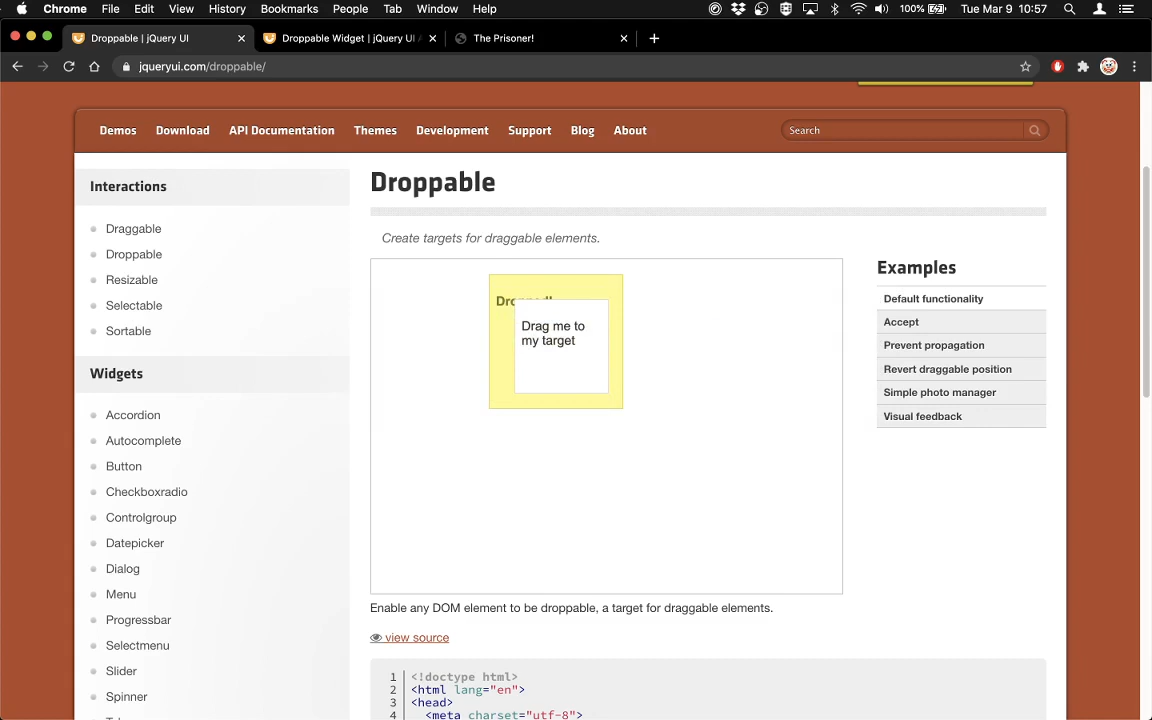 Chrome File Edit View History Bookmarks People Tab Window Help 100% Tue Mar 9 10:57
Droppable | jQuery UI
Droppable Widget | jQuery UI
The Prisoner!
jqueryui.com/droppable/
Demos Download API Documentation Themes Development Support Blog About Search
Interactions
Draggable
Droppable
Resizable
Selectable
Sortable
Widgets
Accordion
Autocomplete
Button
Checkboxradio
Controlgroup
Datepicker
Dialog
Menu
Progressbar
Selectmenu
Slider
Spinner
Droppable
Create targets for draggable elements.
Dropped!
Drag me to
my target
Enable any DOM element to be droppable, a target for draggable elements.
view source
1 <!doctype html>
2 <html lang="en">
3 <head>
4 <meta charset="utf-8">
Examples
Default functionality
Accept
Prevent propagation
Revert draggable position
Simple photo manager
Visual feedback